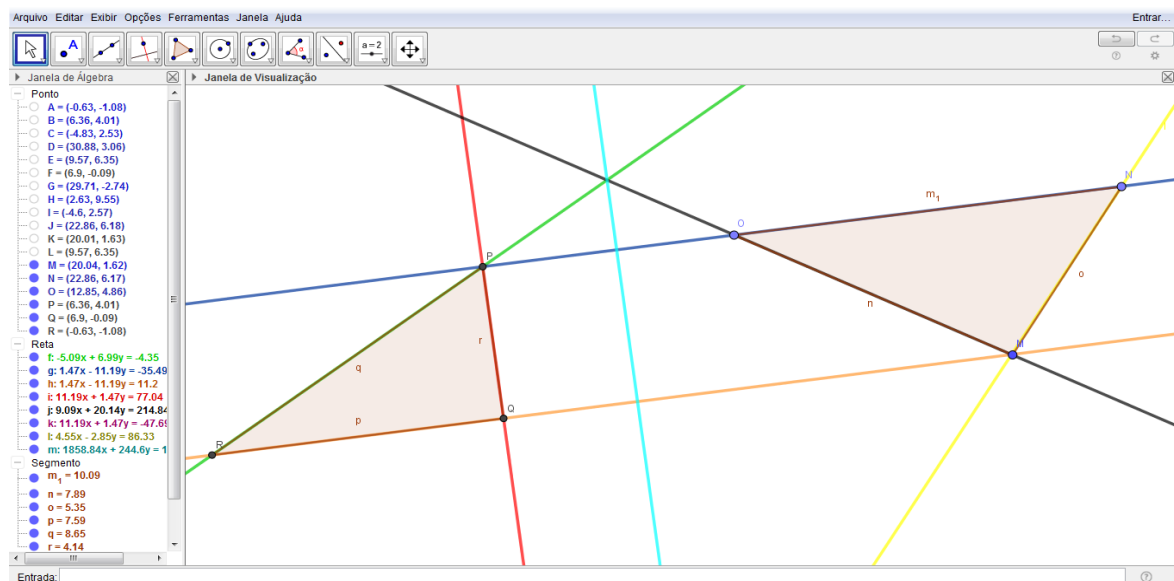 Arquivo Editar Exibir Opções Ferramentas Janela Ajuda Entrar...
A
α
a=2
Janela de Álgebra
Janela de Visualização
Ponto
A = (-0.63, -1.08)
B = (6.36, 4.01)
C = (-4.83, 2.53)
D = (30.88, 3.06)
E = (9.57, 6.35)
F = (6.9, -0.09)
G = (29.71, -2.74)
H = (2.63, 9.55)
I = (-4.6, 2.57)
J = (22.86, 6.18)
K = (20.01, 1.63)
L = (9.57, 6.35)
M = (20.04, 1.62)
N = (22.86, 6.17)
O = (12.85, 4.86)
P = (6.36, 4.01)
Q = (6.9, -0.09)
R = (-0.63, -1.08)
Reta
f: -5.09x + 6.99y = -4.35
g: 1.47x - 11.19y = -35.49
h: 1.47x - 11.19y = 11.2
i: 11.19x + 1.47y = 77.04
j: 9.09x + 20.14y = 214.84
k: 11.19x + 1.47y = -47.69
l: 4.55x - 2.85y = 86.33
m: 1858.84x + 244.6y = 1
Segmento
m1 = 10.09
n = 7.89
o = 5.35
p = 7.59
q = 8.65
r = 4.14
N
m1
O
P
o
n
M
r
q
Q
p
R
Entrada: